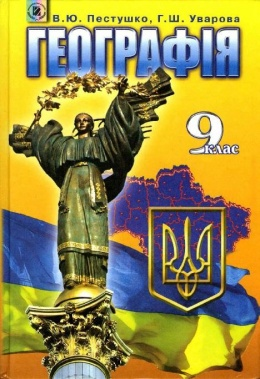 В. Ю. Пестушко, Г. Ш. Уварова
ГЕОГРАФІЯ
9
клас